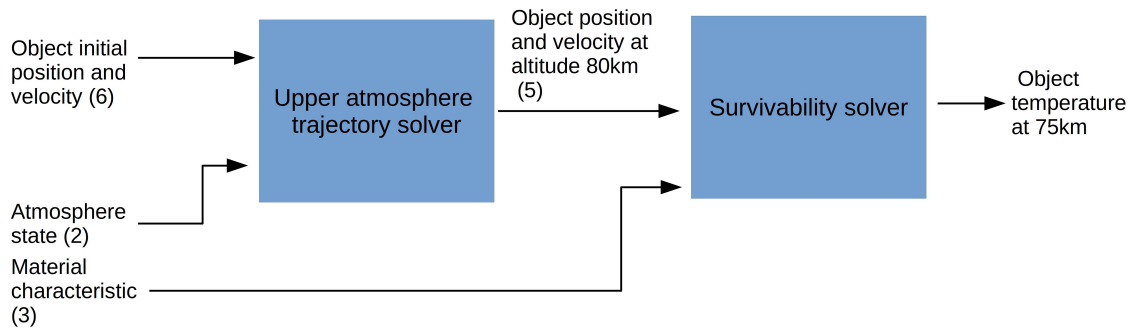 Object initial
position and
velocity (6)
Atmosphere
state (2)
Material
characteristic
(3)
Upper atmosphere
trajectory solver
Object position
and velocity at
altitude 80km
(5)
Survivability solver
Object
temperature
at 75km